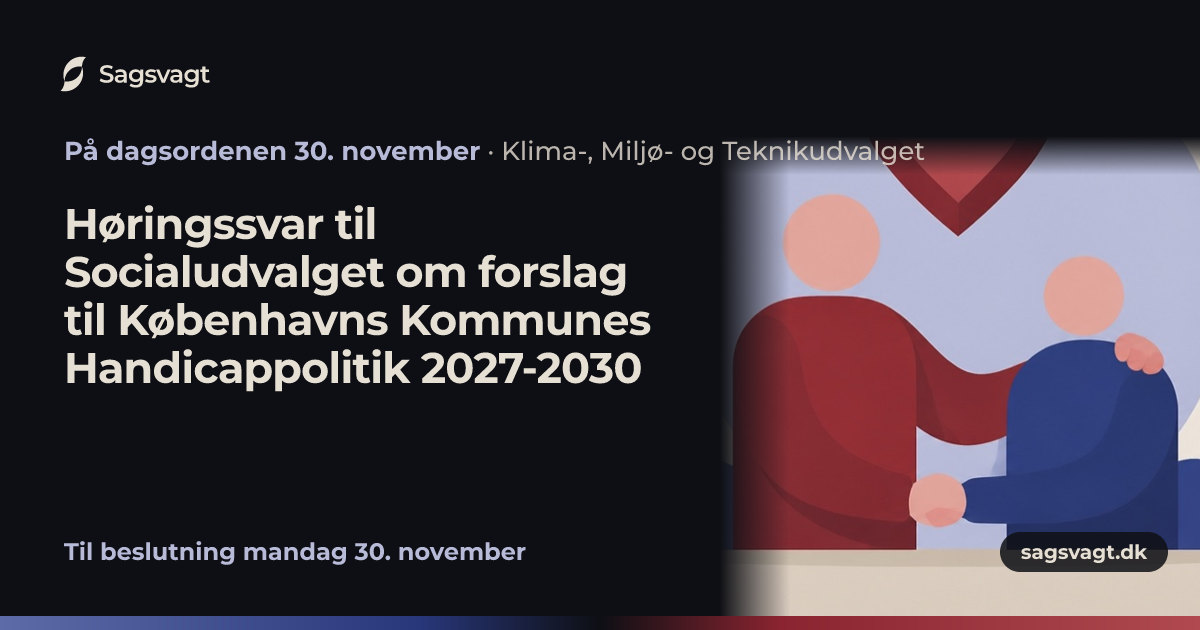 Sagsvagt
På dagsordenen 30. november · Klima-, Miljø- og Teknikudvalget
Høringssvar til
Socialudvalget om forslag
til Københavns Kommunes
Handicappolitik 2027-2030
Til beslutning mandag 30. november
sagsvagt.dk